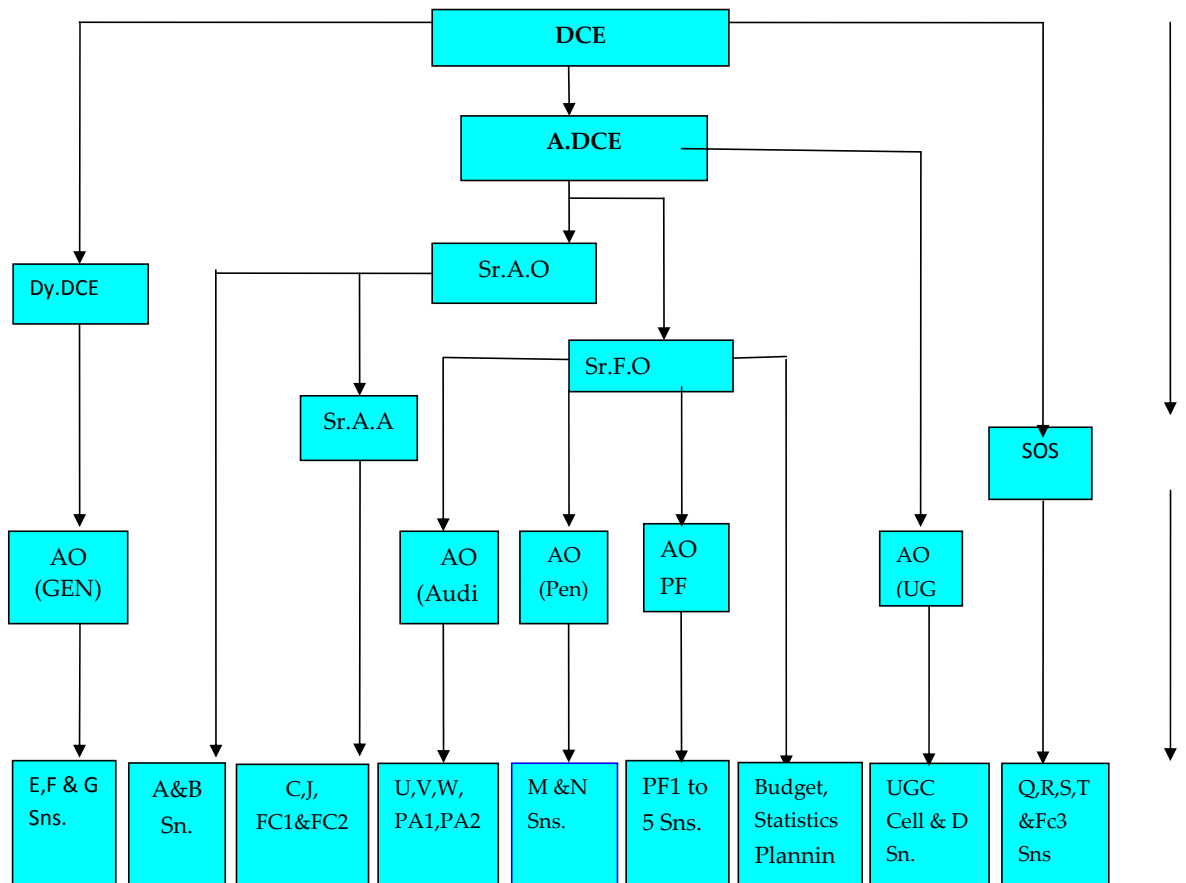 DCE
A.DCE
Sr.A.O
Dy.DCE
Sr.F.O
Sr.A.A
SOS
AO
(GEN)
AO
(Audi
AO
(Pen)
AO
PF
AO
(UG
E,F & G
Sns.
A&B
Sn.
C,J,
FC1&FC2
U,V,W,
PA1,PA2
M &N
Sns.
PF1 to
5 Sns.
Budget,
Statistics
Plannin
UGC
Cell & D
Sn.
Q,R,S,T
&Fc3
Sns